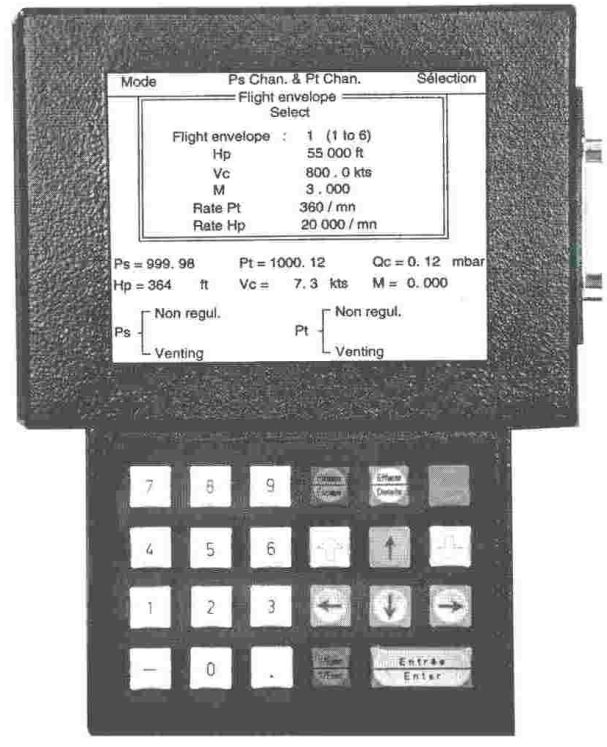 Mode Ps Chan. & Pt Chan. Sélection
Flight envelope
Select
Flight envelope : 1 (1 to 6)
Hp 55 000 ft
Vc 800 . 0 kts
M 3 . 000
Rate Pt 360 / mn
Rate Hp 20 000 / mn
Ps = 999. 98 Pt = 1000. 12 Qc = 0. 12 mbar
Hp = 364 ft Vc = 7. 3 kts M = 0. 000
Ps Non regul. Pt Non regul.
Venting Venting
7 8 9 Effacer
Delete
4 5 6
1 2 3
- 0 . Entrée
Enter